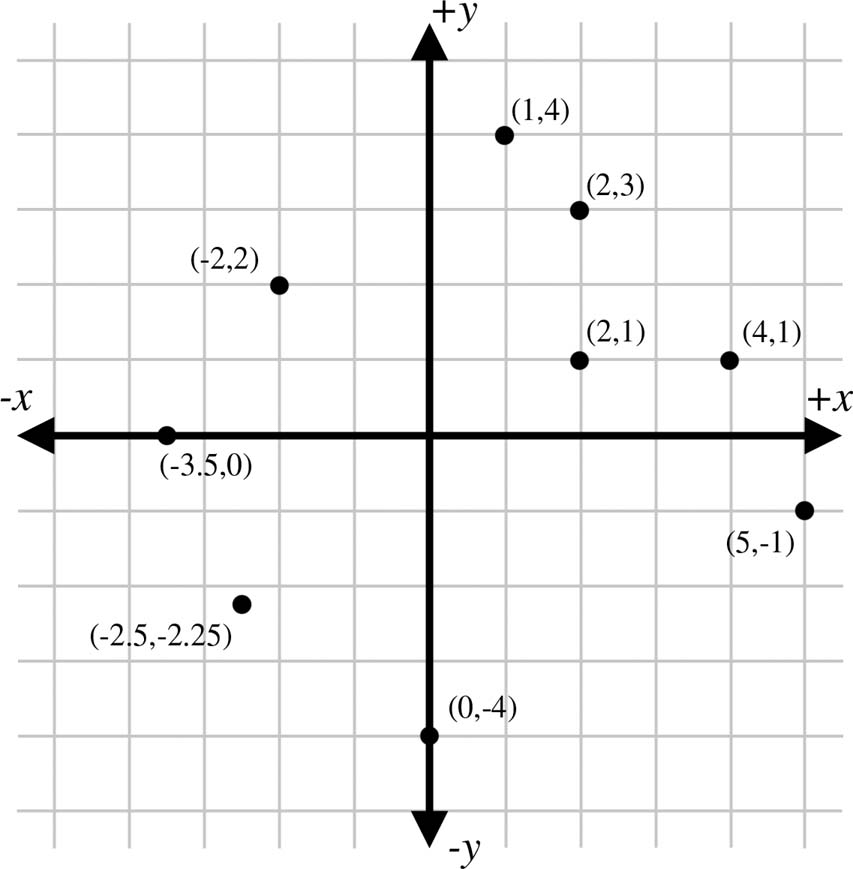 +y
(1,4)
(2,3)
(-2,2)
(2,1)
(4,1)
-x
+x
(-3.5,0)
(5,-1)
(-2.5,-2.25)
(0,-4)
-y